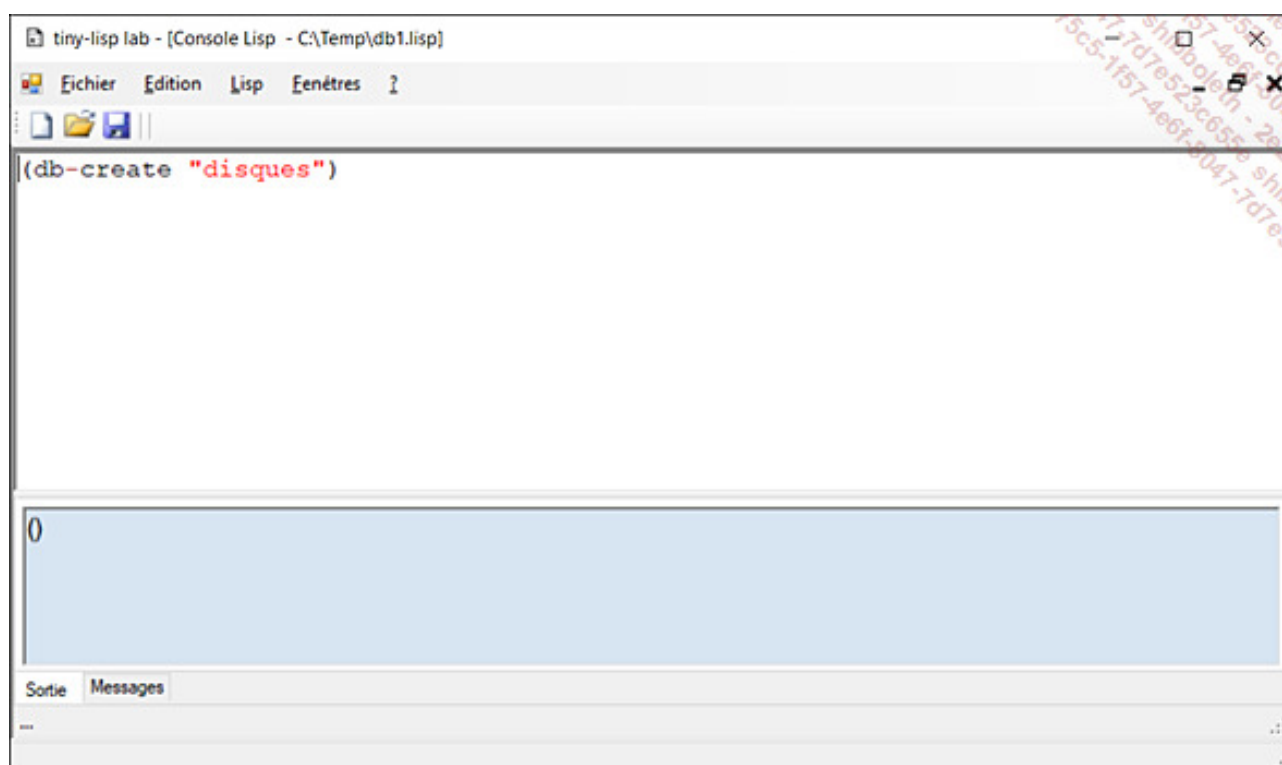 tiny-lisp lab - [Console Lisp - C:\Temp\db1.lisp]
Fichier Edition Lisp Fenêtres ?
(db-create "disques")
()
Sortie Messages
...